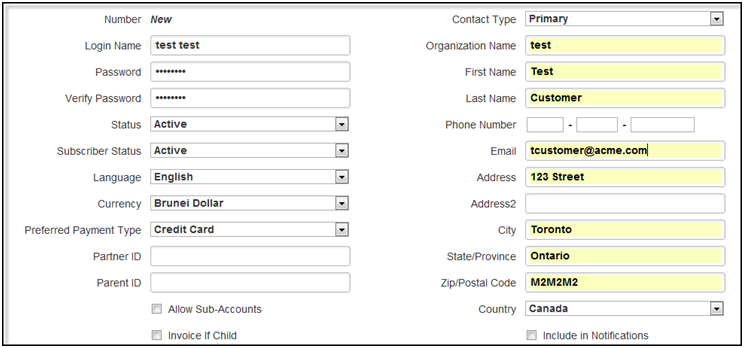 Number New
Login Name test test
Password ••••••••
Verify Password ••••••••
Status Active
Subscriber Status Active
Language English
Currency Brunei Dollar
Preferred Payment Type Credit Card
Partner ID
Parent ID
Allow Sub-Accounts
Invoice If Child
Contact Type Primary
Organization Name test
First Name Test
Last Name Customer
Phone Number - -
Email tcustomer@acme.com
Address 123 Street
Address2
City Toronto
State/Province Ontario
Zip/Postal Code M2M2M2
Country Canada
Include in Notifications